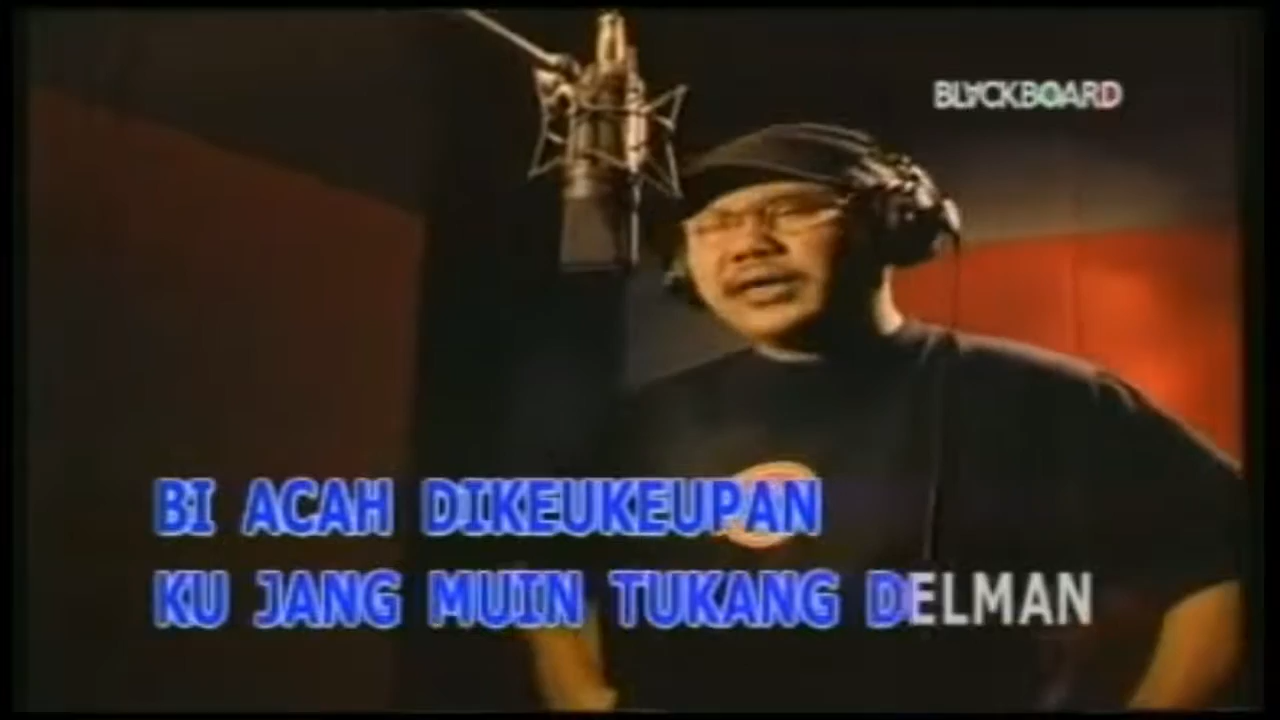 BLACKBOARD
BI ACAH DIKEUKEUPAN
KU JANG MUIN TUKANG DELMAN